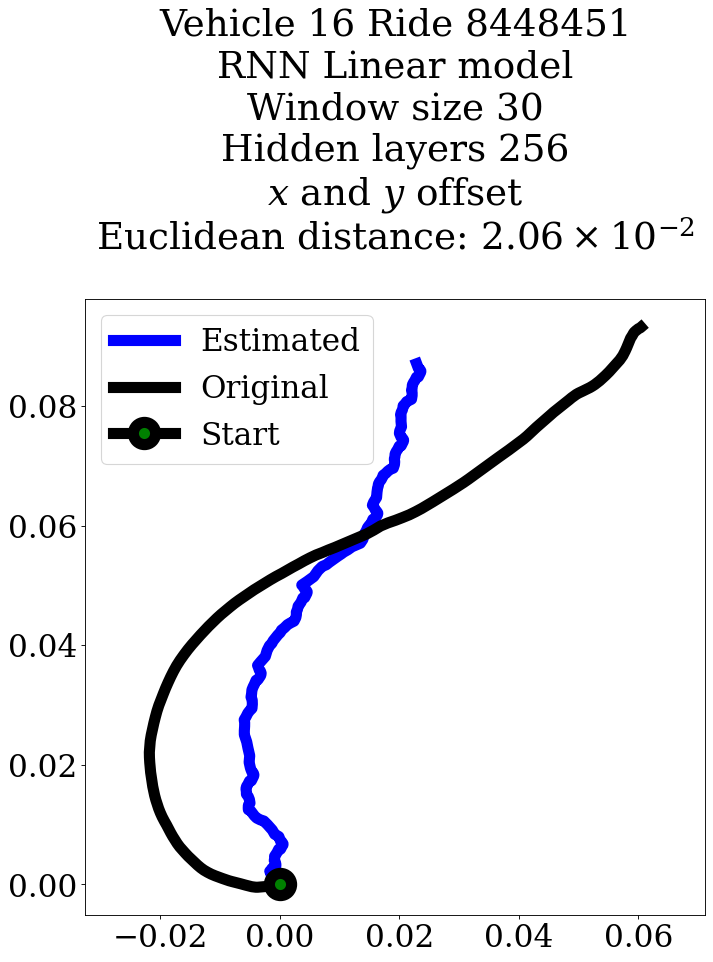 Vehicle 16 Ride 8448451
RNN Linear model
Window size 30
Hidden layers 256
x and y offset
Euclidean distance: 2.06 × 10⁻²
Estimated
Original
Start
0.08
0.06
0.04
0.02
0.00
−0.02 0.00 0.02 0.04 0.06